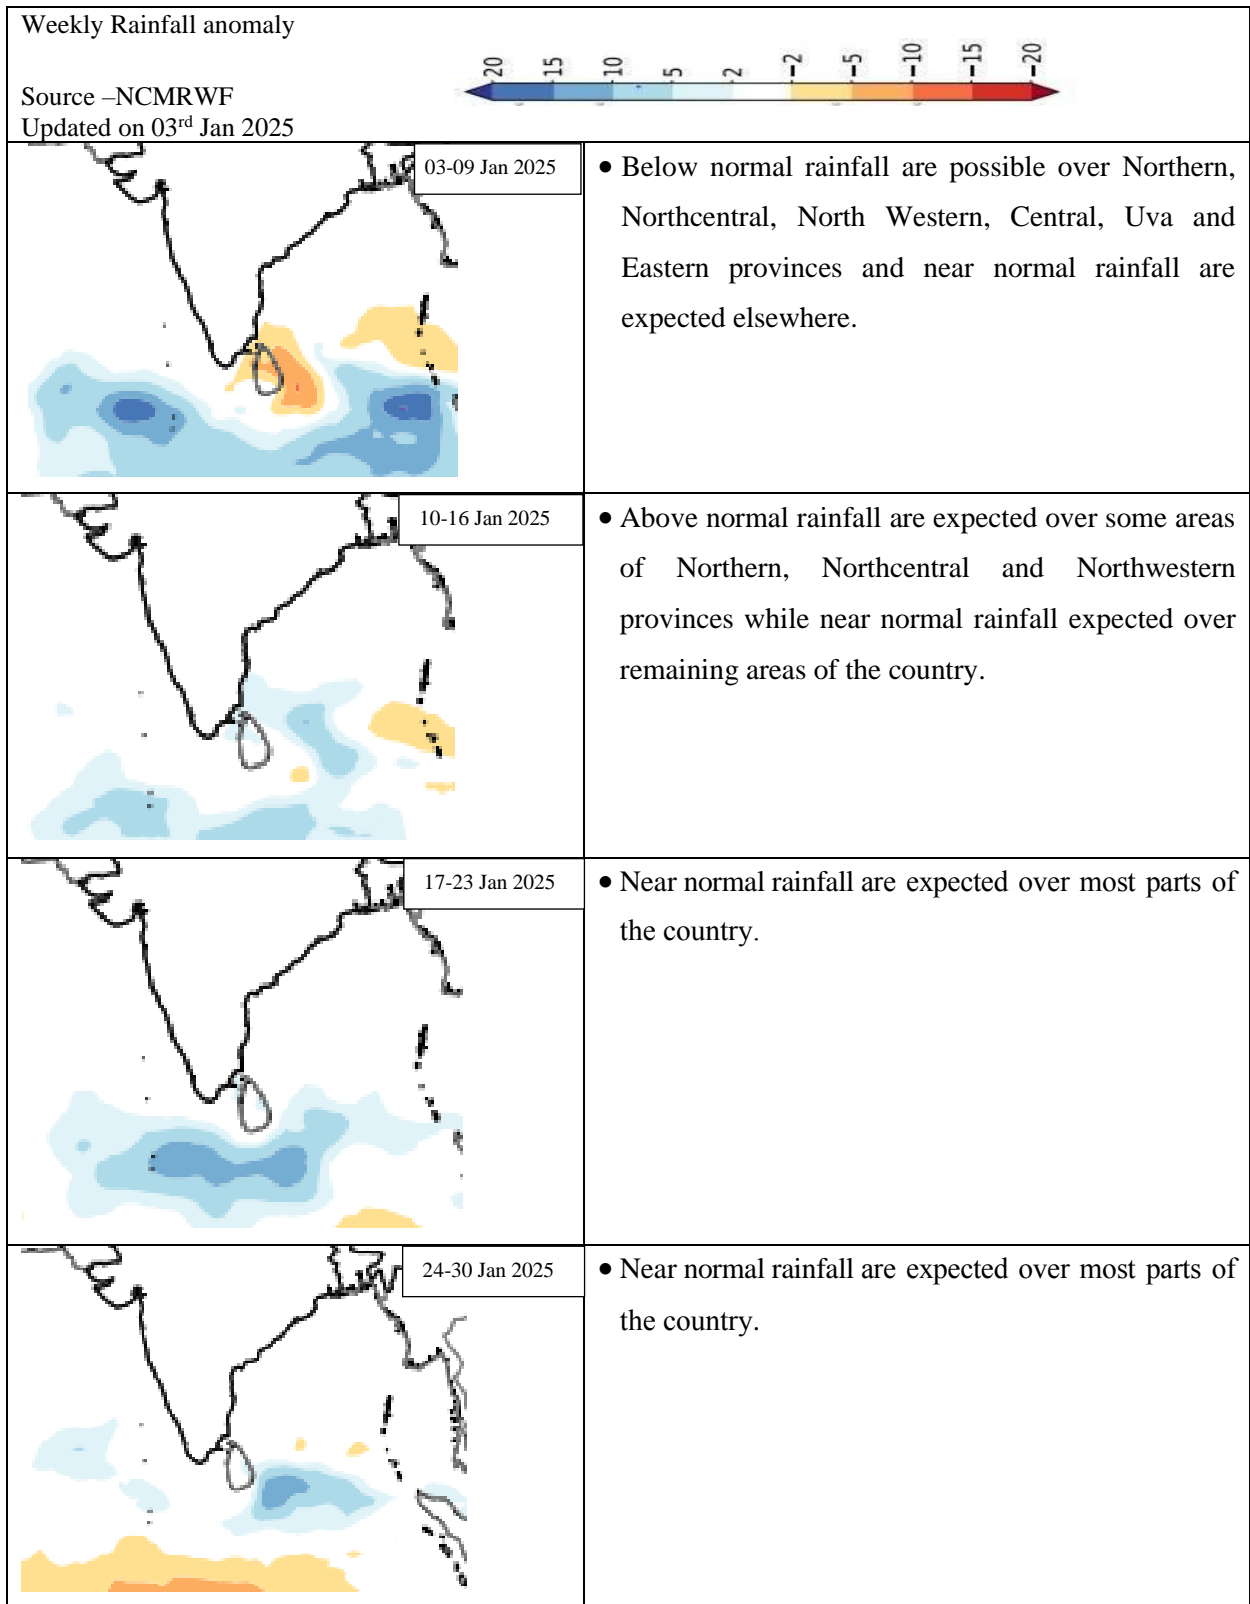 Weekly Rainfall anomaly
20 15 10 5 2 −2 −5 −10 −15 −20
Source –NCMRWF
Updated on 03rd Jan 2025
03-09 Jan 2025
• Below normal rainfall are possible over Northern,
Northcentral, North Western, Central, Uva and
Eastern provinces and near normal rainfall are
expected elsewhere.
10-16 Jan 2025
• Above normal rainfall are expected over some areas
of Northern, Northcentral and Northwestern
provinces while near normal rainfall expected over
remaining areas of the country.
17-23 Jan 2025
• Near normal rainfall are expected over most parts of
the country.
24-30 Jan 2025
• Near normal rainfall are expected over most parts of
the country.